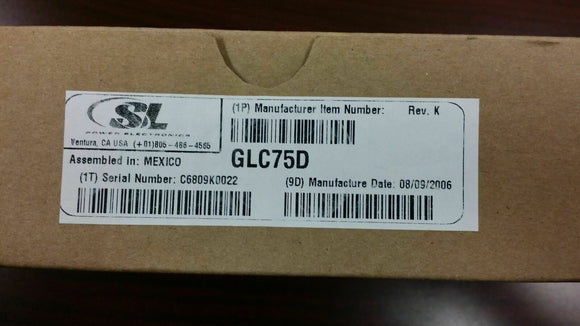 SL
POWER ELECTRONICS
Ventura, CA USA (+01)805-486-4565
(1P) Manufacturer Item Number: Rev. K
GLC75D
Assembled in: MEXICO
(1T) Serial Number: C6809K0022
(9D) Manufacture Date: 08/09/2006